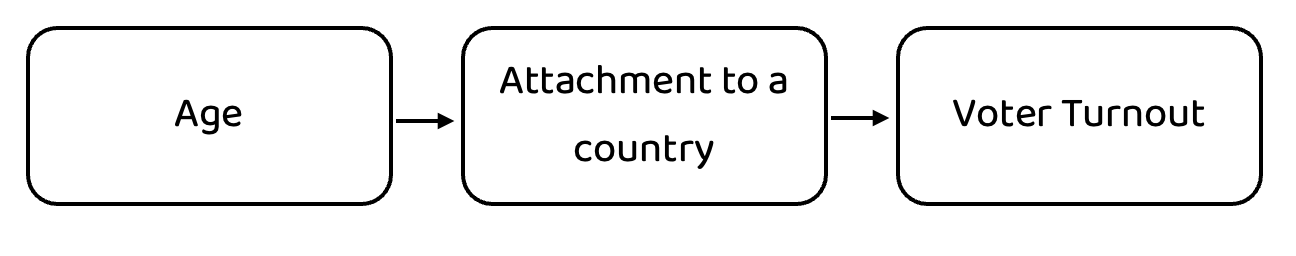 Age
Attachment to a
country
Voter Turnout